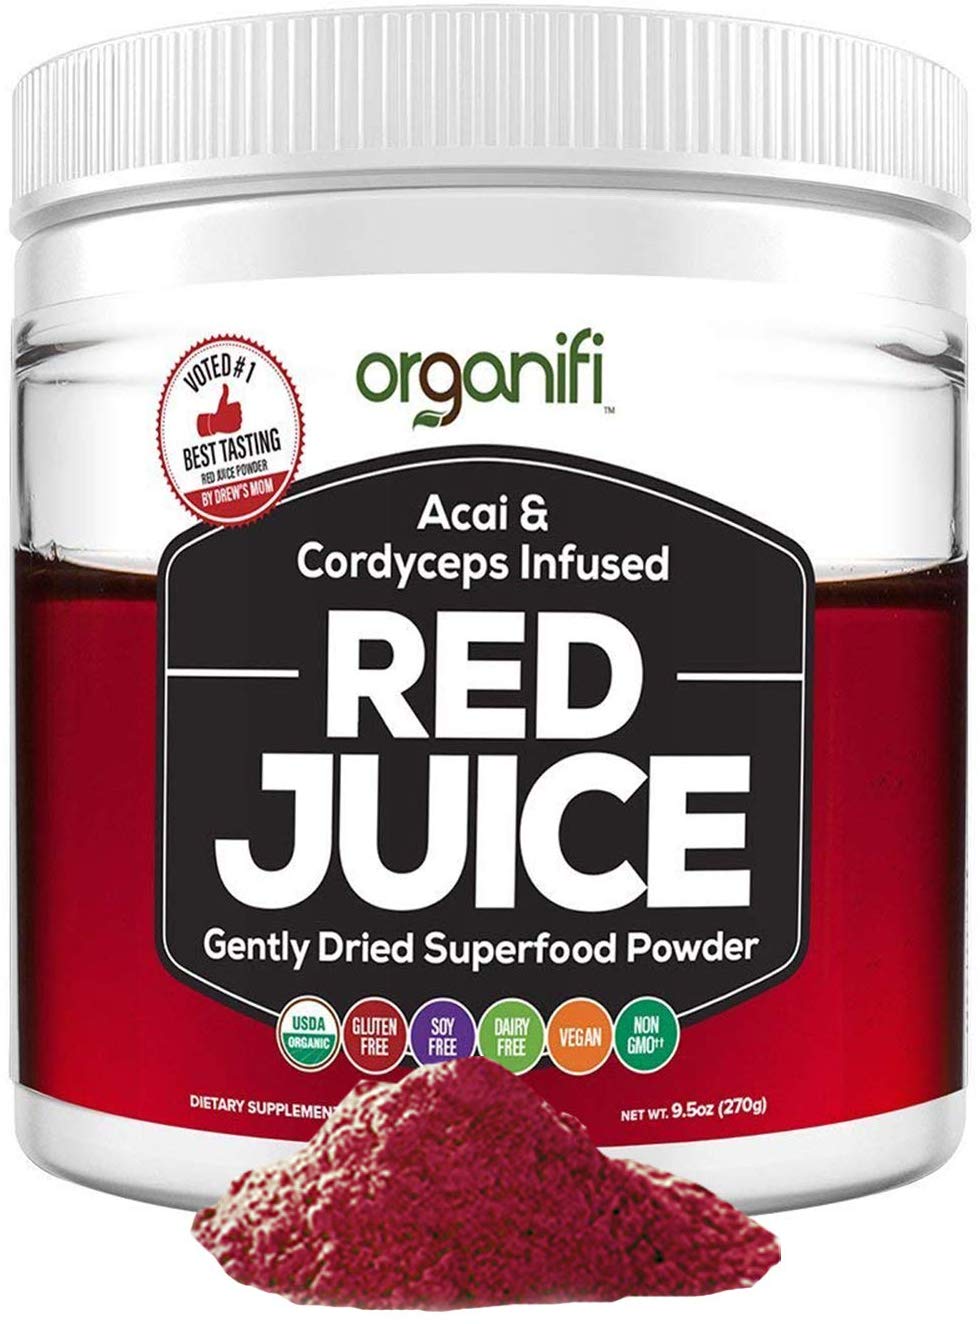 organifi™
VOTED #1
BEST TASTING
RED JUICE POWDER
BY DREW'S MOM
Acai &
Cordyceps Infused
RED
JUICE
Gently Dried Superfood Powder
USDA
ORGANIC
GLUTEN
FREE
SOY
FREE
DAIRY
FREE
VEGAN
NON
GMO††
DIETARY SUPPLEMENT
NET WT. 9.5oz (270g)